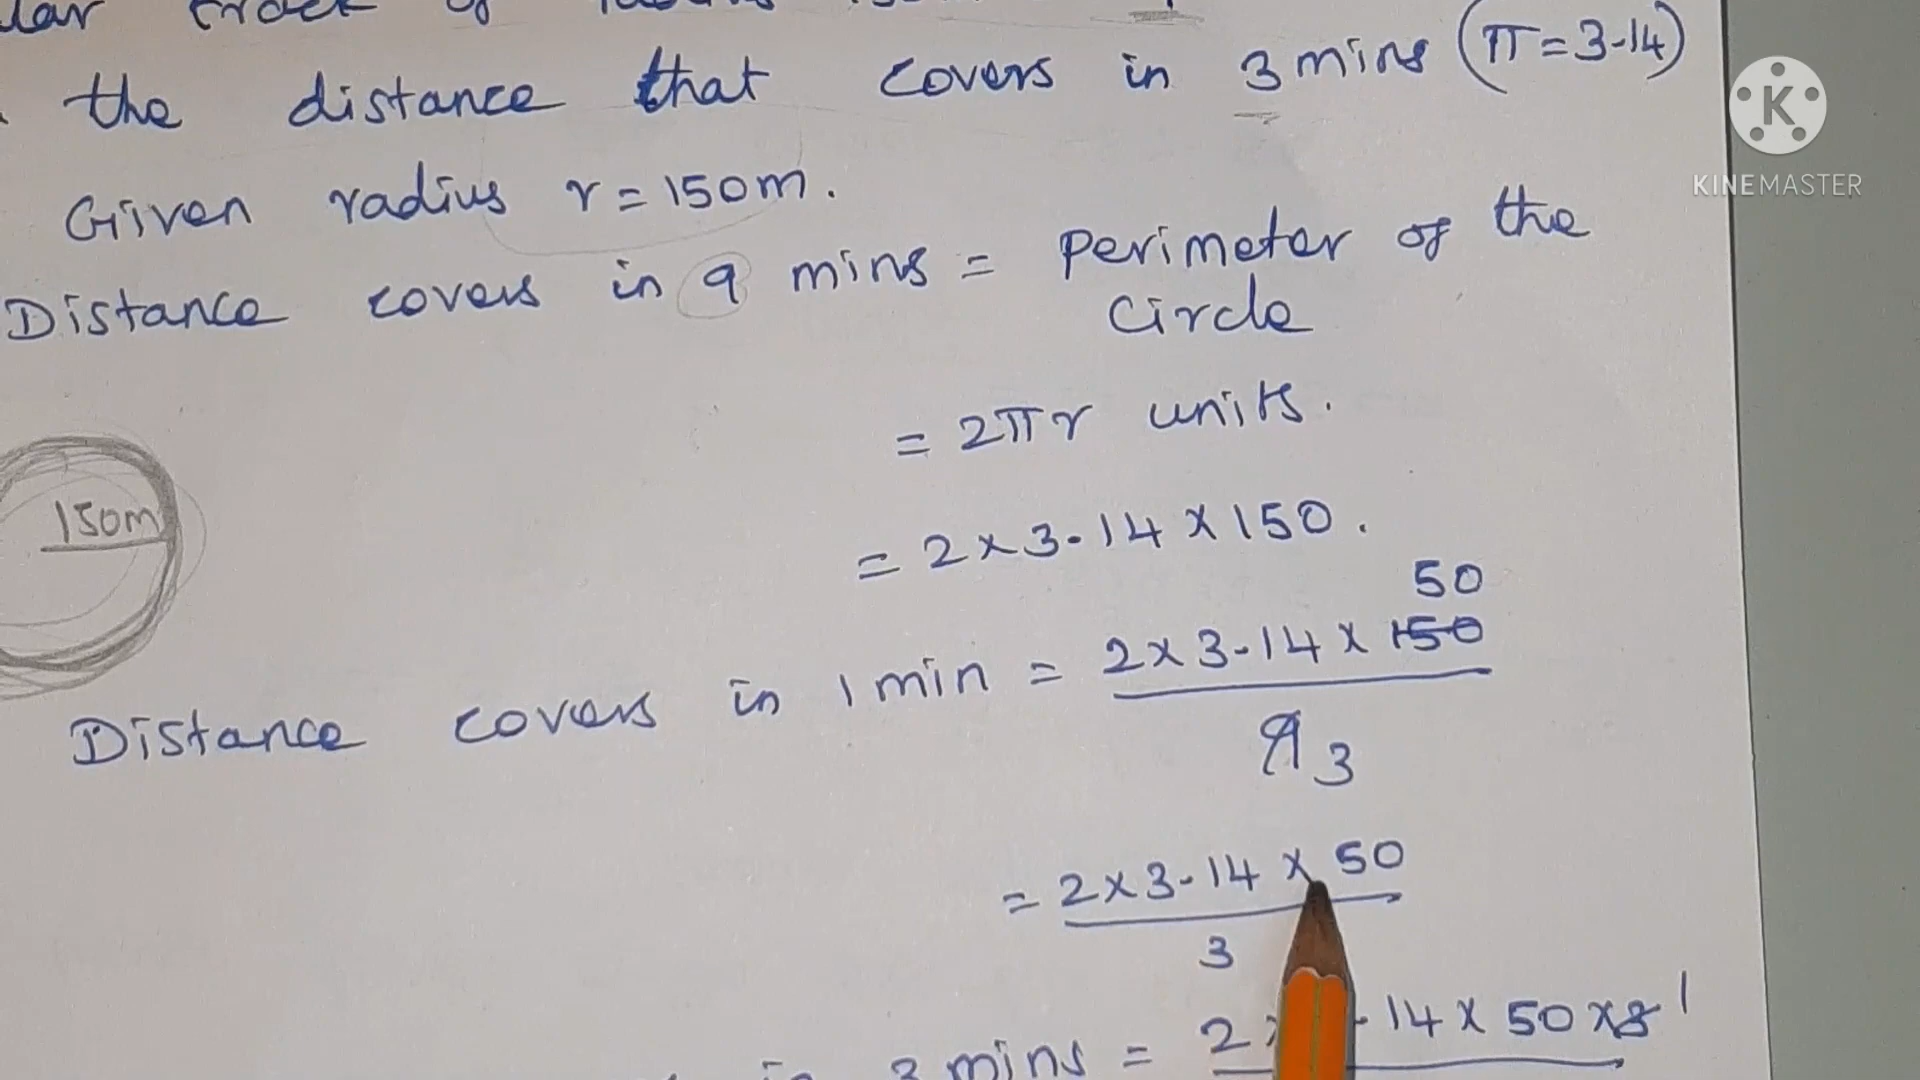 the distance that covers in 3 mins (π = 3.14)
KINEMASTER
Given radius r = 150m.
Distance covers in 9 mins = Perimeter of the
circle
= 2πr units.
= 2 × 3.14 × 150.
150m
50
Distance covers in 1 min = 2 × 3.14 × 150
9 3
= 2 × 3.14 × 50
3
in 3 mins = 2 × 14 × 50 × 3 1